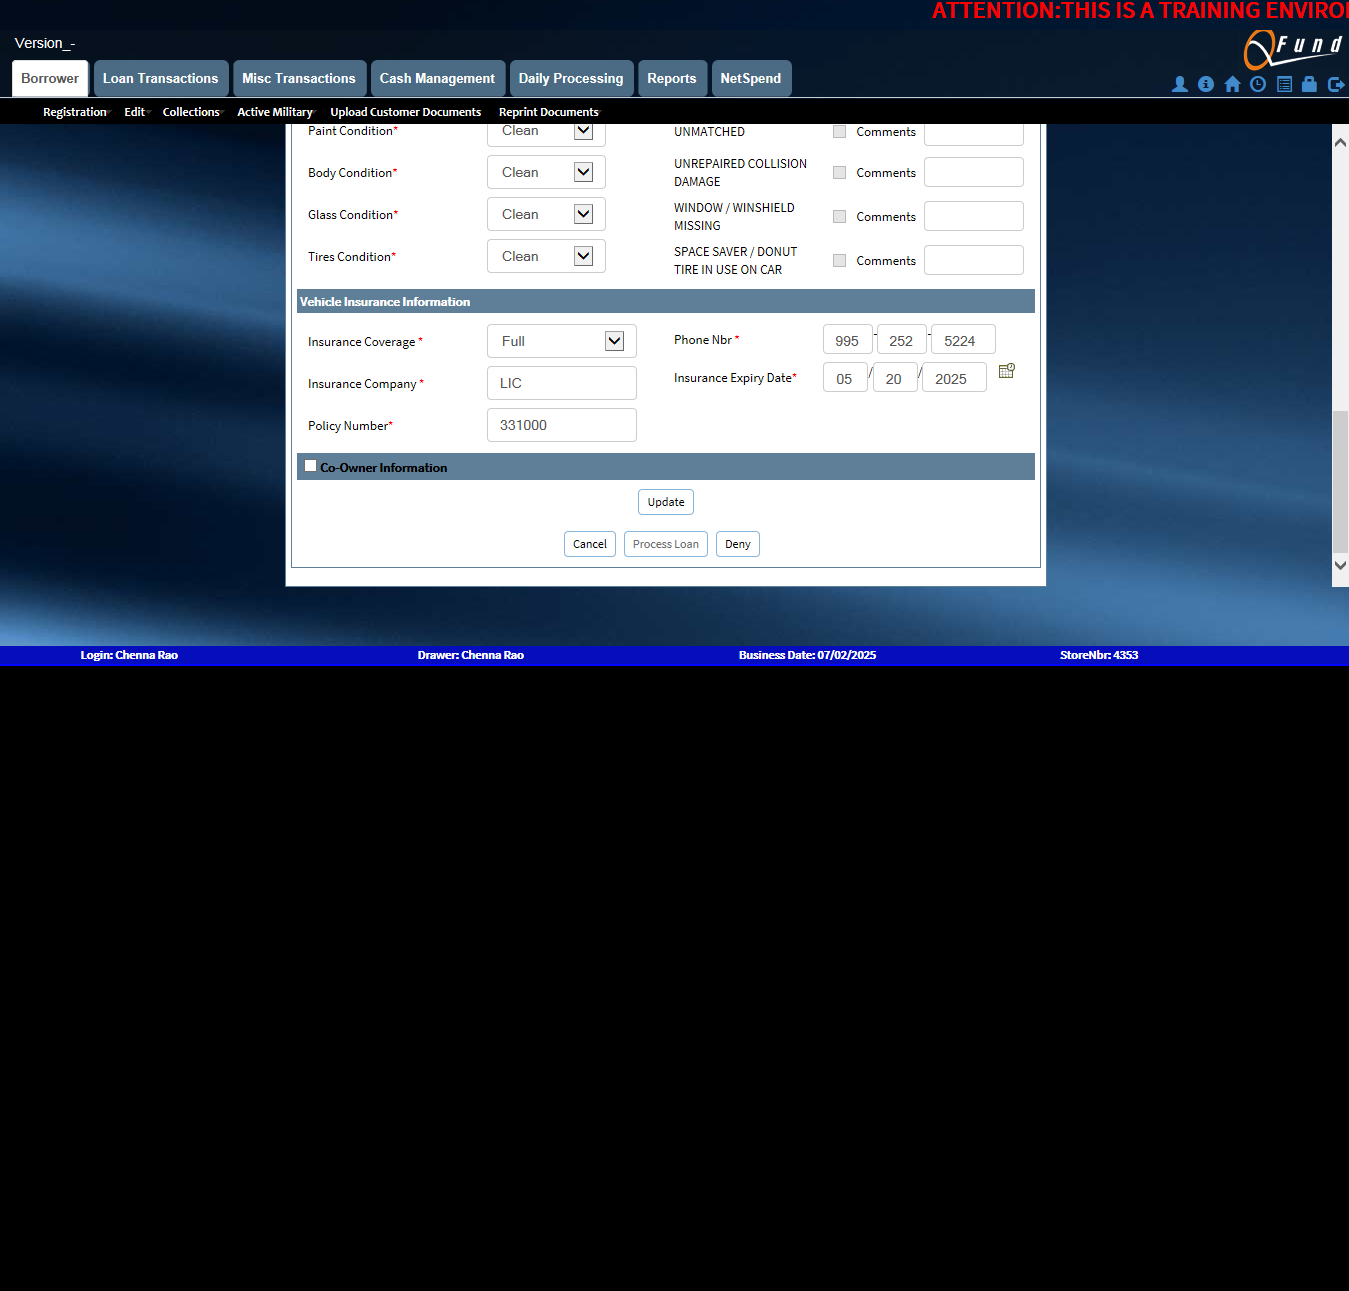 ATTENTION:THIS IS A TRAINING ENVIRO
Version_-
QFund
Borrower Loan Transactions Misc Transactions Cash Management Daily Processing Reports NetSpend
Registration Edit Collections Active Military Upload Customer Documents Reprint Documents
Paint Condition* Clean UNMATCHED Comments
Body Condition* Clean UNREPAIRED COLLISION
DAMAGE Comments
Glass Condition* Clean WINDOW / WINSHIELD
MISSING Comments
Tires Condition* Clean SPACE SAVER / DONUT
TIRE IN USE ON CAR Comments
Vehicle Insurance Information
Insurance Coverage * Full Phone Nbr * 995 - 252 - 5224
Insurance Company * LIC Insurance Expiry Date* 05 / 20 / 2025
Policy Number* 331000
Co-Owner Information
Update
Cancel Process Loan Deny
Login: Chenna Rao Drawer: Chenna Rao Business Date: 07/02/2025 StoreNbr: 4353